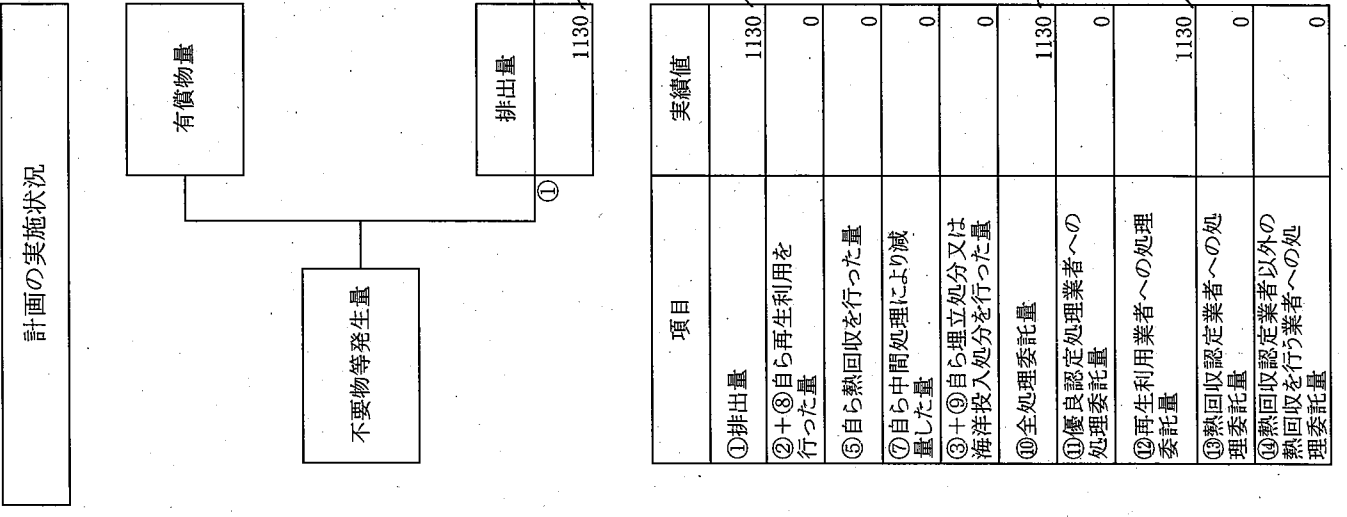 計画の実施状況
有償物量
不要物等発生量
排出量
①
1130
項目
実績値
①排出量
1130
②+⑧自ら再生利用を
行った量
0
⑤自ら熱回収を行った量
0
⑦自ら中間処理により減
量した量
0
③+⑨自ら埋立処分又は
海洋投入処分を行った量
0
⑩全処理委託量
1130
⑪優良認定処理業者への
処理委託量
0
⑫再生利用業者への処理
委託量
1130
⑬熱回収認定業者への処
理委託量
0
⑭熱回収認定業者以外の
熱回収を行う業者への処
理委託量
0